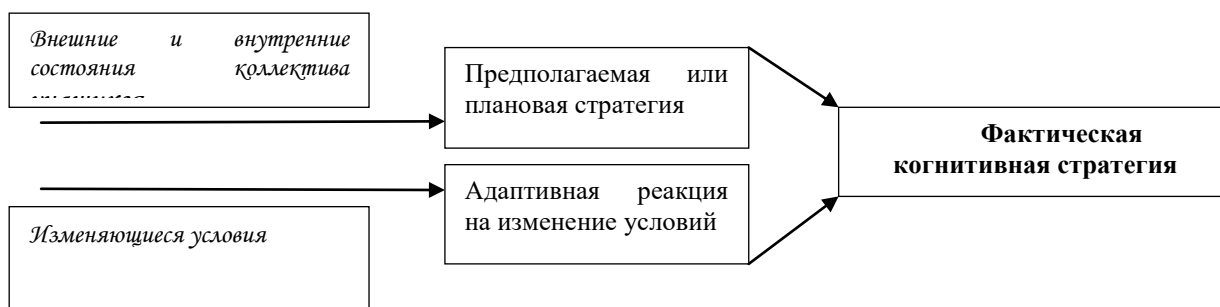 Внешние и внутренние
состояния коллектива
Предполагаемая или
плановая стратегия
Фактическая
когнитивная стратегия
Адаптивная реакция
на изменение условий
Изменяющиеся условия